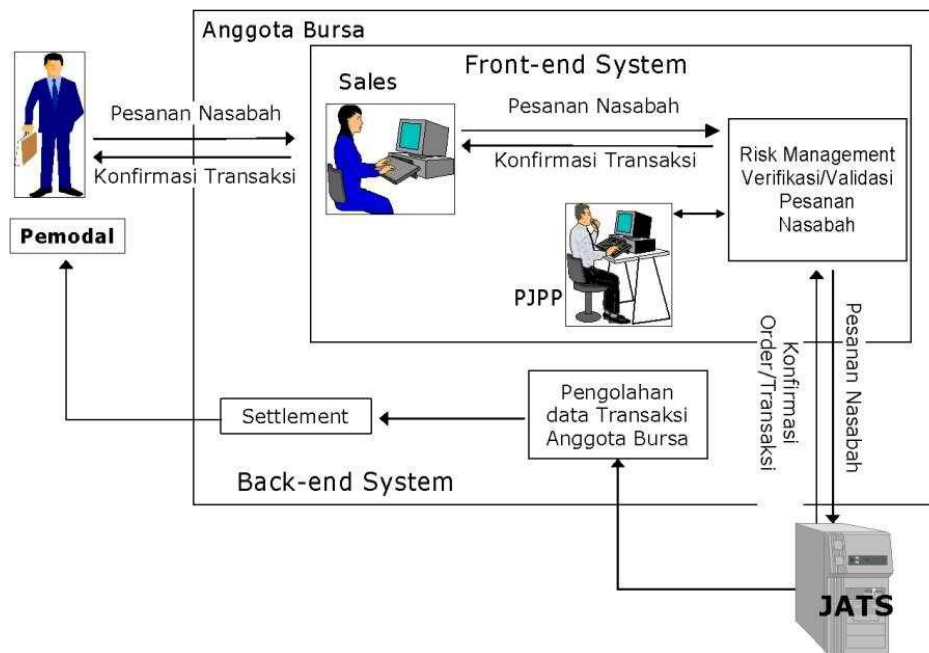 Anggota Bursa
Front-end System
Sales
Pesanan Nasabah
Konfirmasi Transaksi
Pesanan Nasabah
Konfirmasi Transaksi
Risk Management
Verifikasi/Validasi
Pesanan
Nasabah
Pemodal
PJPP
Konfirmasi
Order/Transaksi
Pesanan Nasabah
Settlement
Pengolahan
data Transaksi
Anggota Bursa
Back-end System
JATS